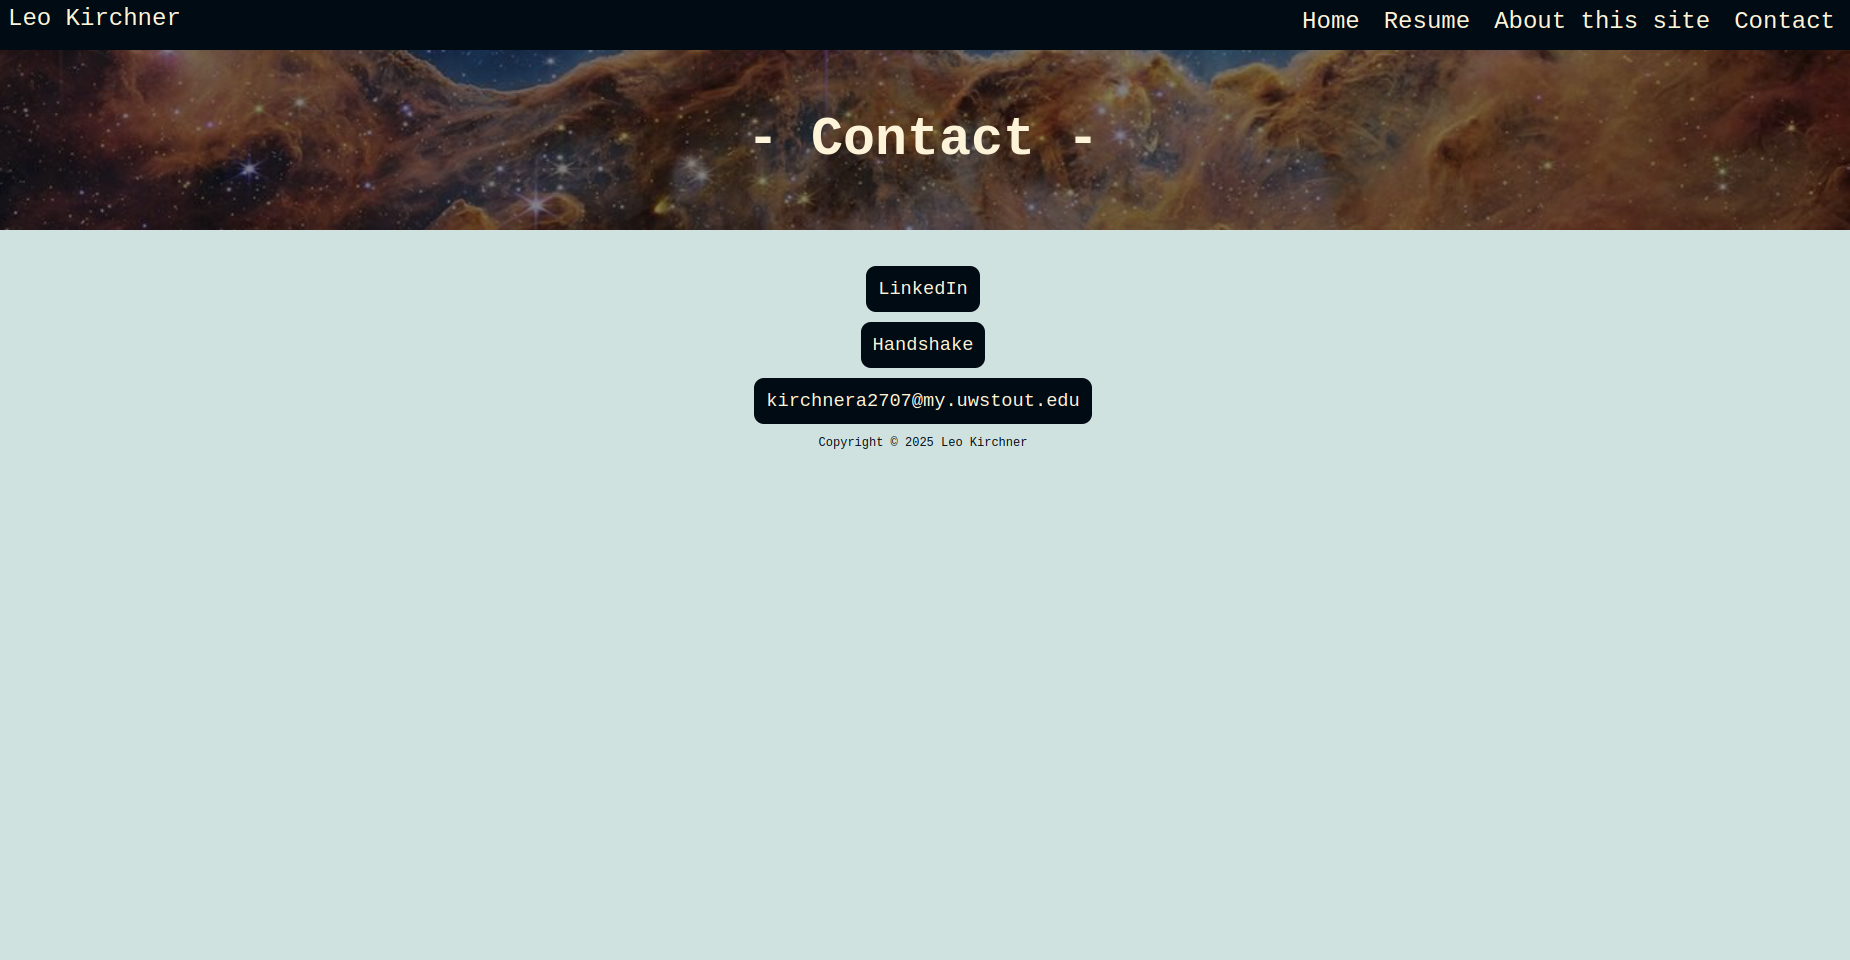 Leo Kirchner
Home Resume About this site Contact
- Contact -
LinkedIn
Handshake
kirchnera2707@my.uwstout.edu
Copyright © 2025 Leo Kirchner